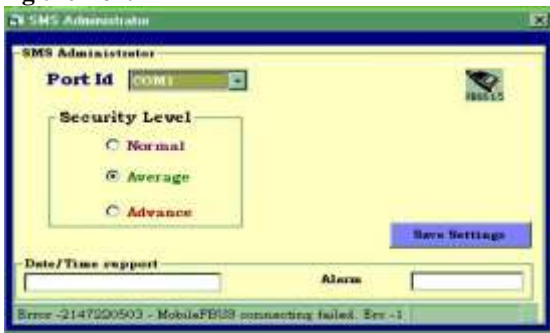 SMS Administrator
SMS Administrator
Port Id COM1
Security Level
Normal
Average
Advance
Save Settings
Date/Time support
Alarm
Error -2147220503 - MobileFBUS connecting failed. Err -1